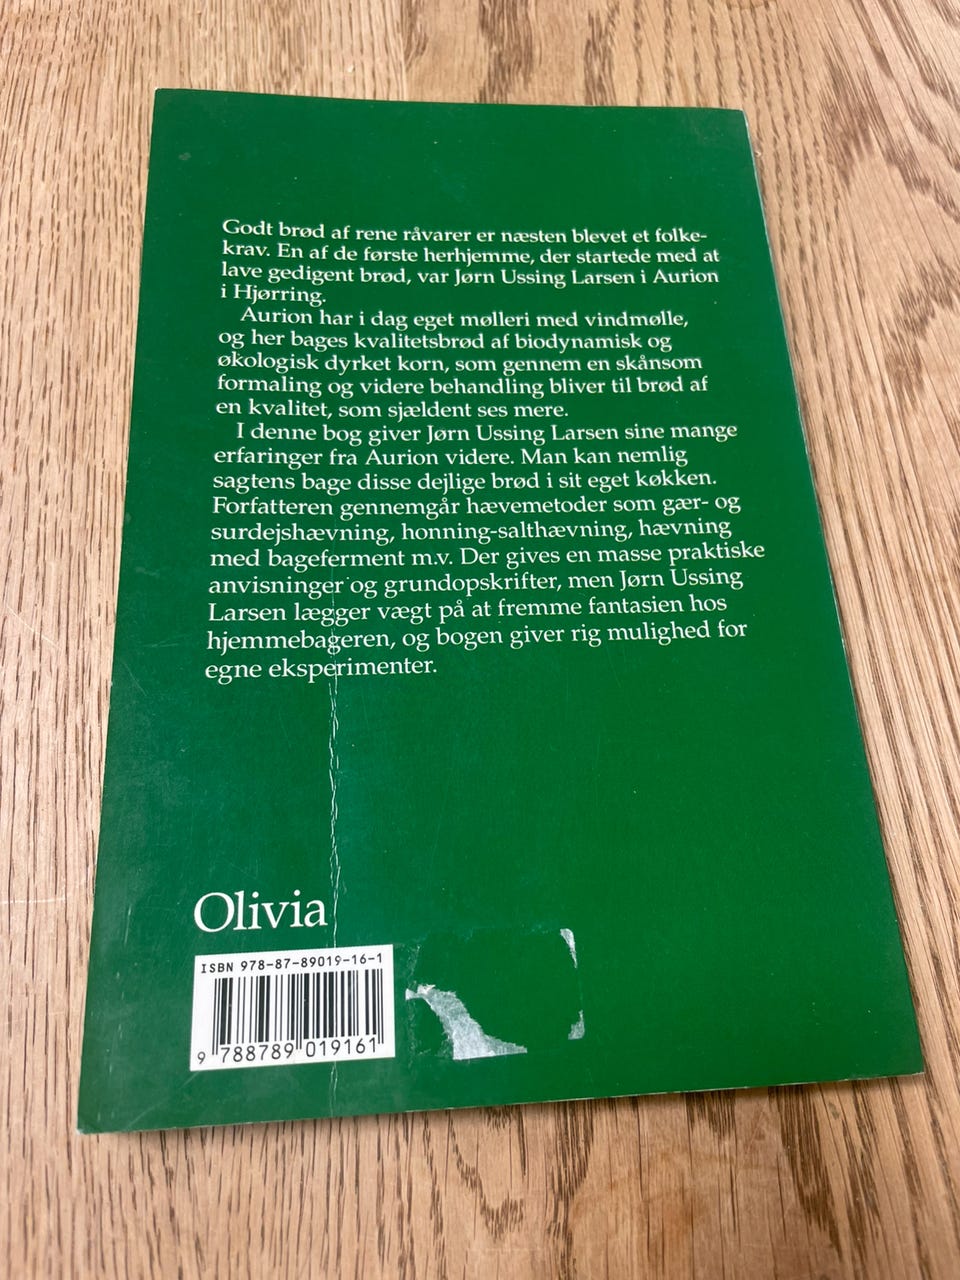 Godt brød af rene råvarer er næsten blevet et folke-
krav. En af de første herhjemme, der startede med at
lave gedigent brød, var Jørn Ussing Larsen i Aurion
i Hjørring.
Aurion har i dag eget mølleri med vindmølle,
og her bages kvalitetsbrød af biodynamisk og
økologisk dyrket korn, som gennem en skånsom
formaling og videre behandling bliver til brød af
en kvalitet, som sjældent ses mere.
I denne bog giver Jørn Ussing Larsen sine mange
erfaringer fra Aurion videre. Man kan nemlig
sagtens bage disse dejlige brød i sit eget køkken.
Forfatteren gennemgår hævemetoder som gær- og
surdejshævning, honning-salthævning, hævning
med bageferment m.v. Der gives en masse praktiske
anvisninger og grundopskrifter, men Jørn Ussing
Larsen lægger vægt på at fremme fantasien hos
hjemmebageren, og bogen giver rig mulighed for
egne eksperimenter.
Olivia
ISBN 978-87-89019-16-1
9 788789 019161